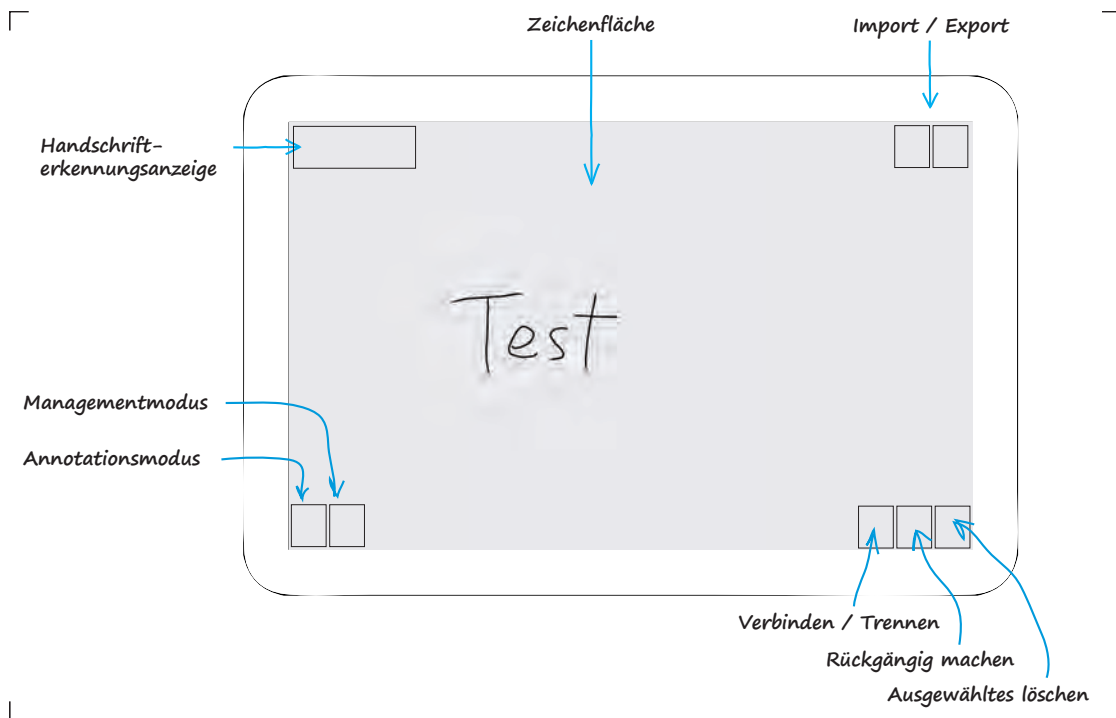 Zeichenfläche
Import / Export
Handschrift-
erkennungsanzeige
Test
Managementmodus
Annotationsmodus
Verbinden / Trennen
Rückgängig machen
Ausgewähltes löschen